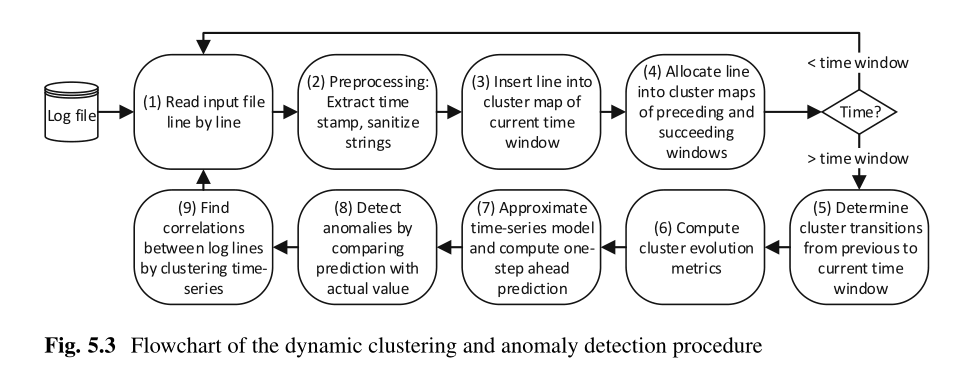 Log file
(1) Read input file
line by line
(2) Preprocessing:
Extract time
stamp, sanitize
strings
(3) Insert line into
cluster map of
current time
window
(4) Allocate line
into cluster maps
of preceding and
succeeding
windows
< time window
Time?
> time window
(5) Determine
cluster transitions
from previous to
current time
window
(6) Compute
cluster evolution
metrics
(7) Approximate
time-series model
and compute one-
step ahead
prediction
(8) Detect
anomalies by
comparing
prediction with
actual value
(9) Find
correlations
between log lines
by clustering time-
series
Fig. 5.3 Flowchart of the dynamic clustering and anomaly detection procedure